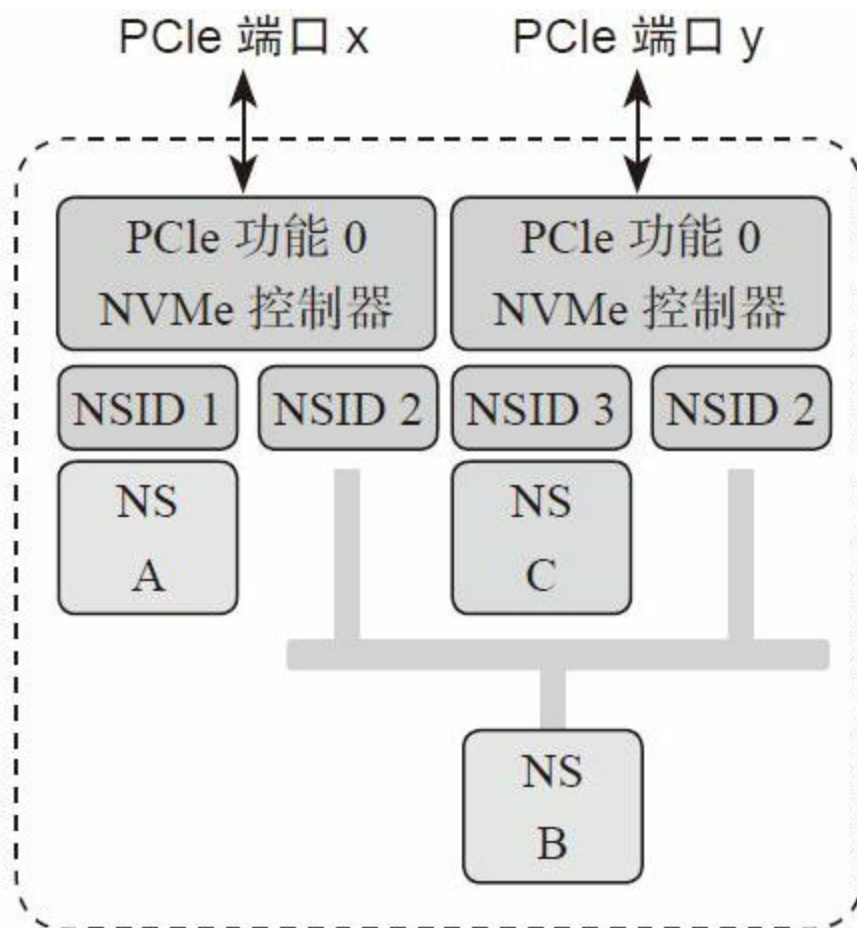 PCIe 端口 x
PCIe 端口 y
PCIe 功能 0
NVMe 控制器
PCIe 功能 0
NVMe 控制器
NSID 1
NSID 2
NSID 3
NSID 2
NS
A
NS
C
NS
B